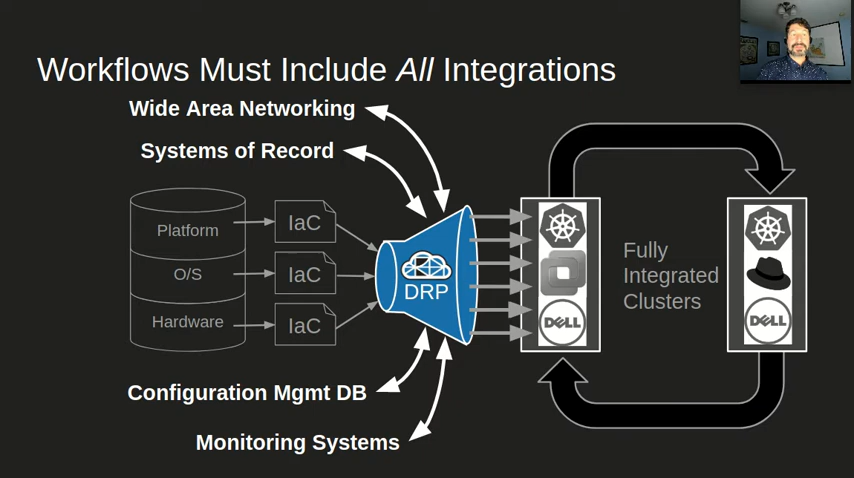 Workflows Must Include All Integrations
Wide Area Networking
Systems of Record
Platform
IaC
O/S
IaC
Hardware
IaC
DRP
DELL
Fully
Integrated
Clusters
DELL
Configuration Mgmt DB
Monitoring Systems